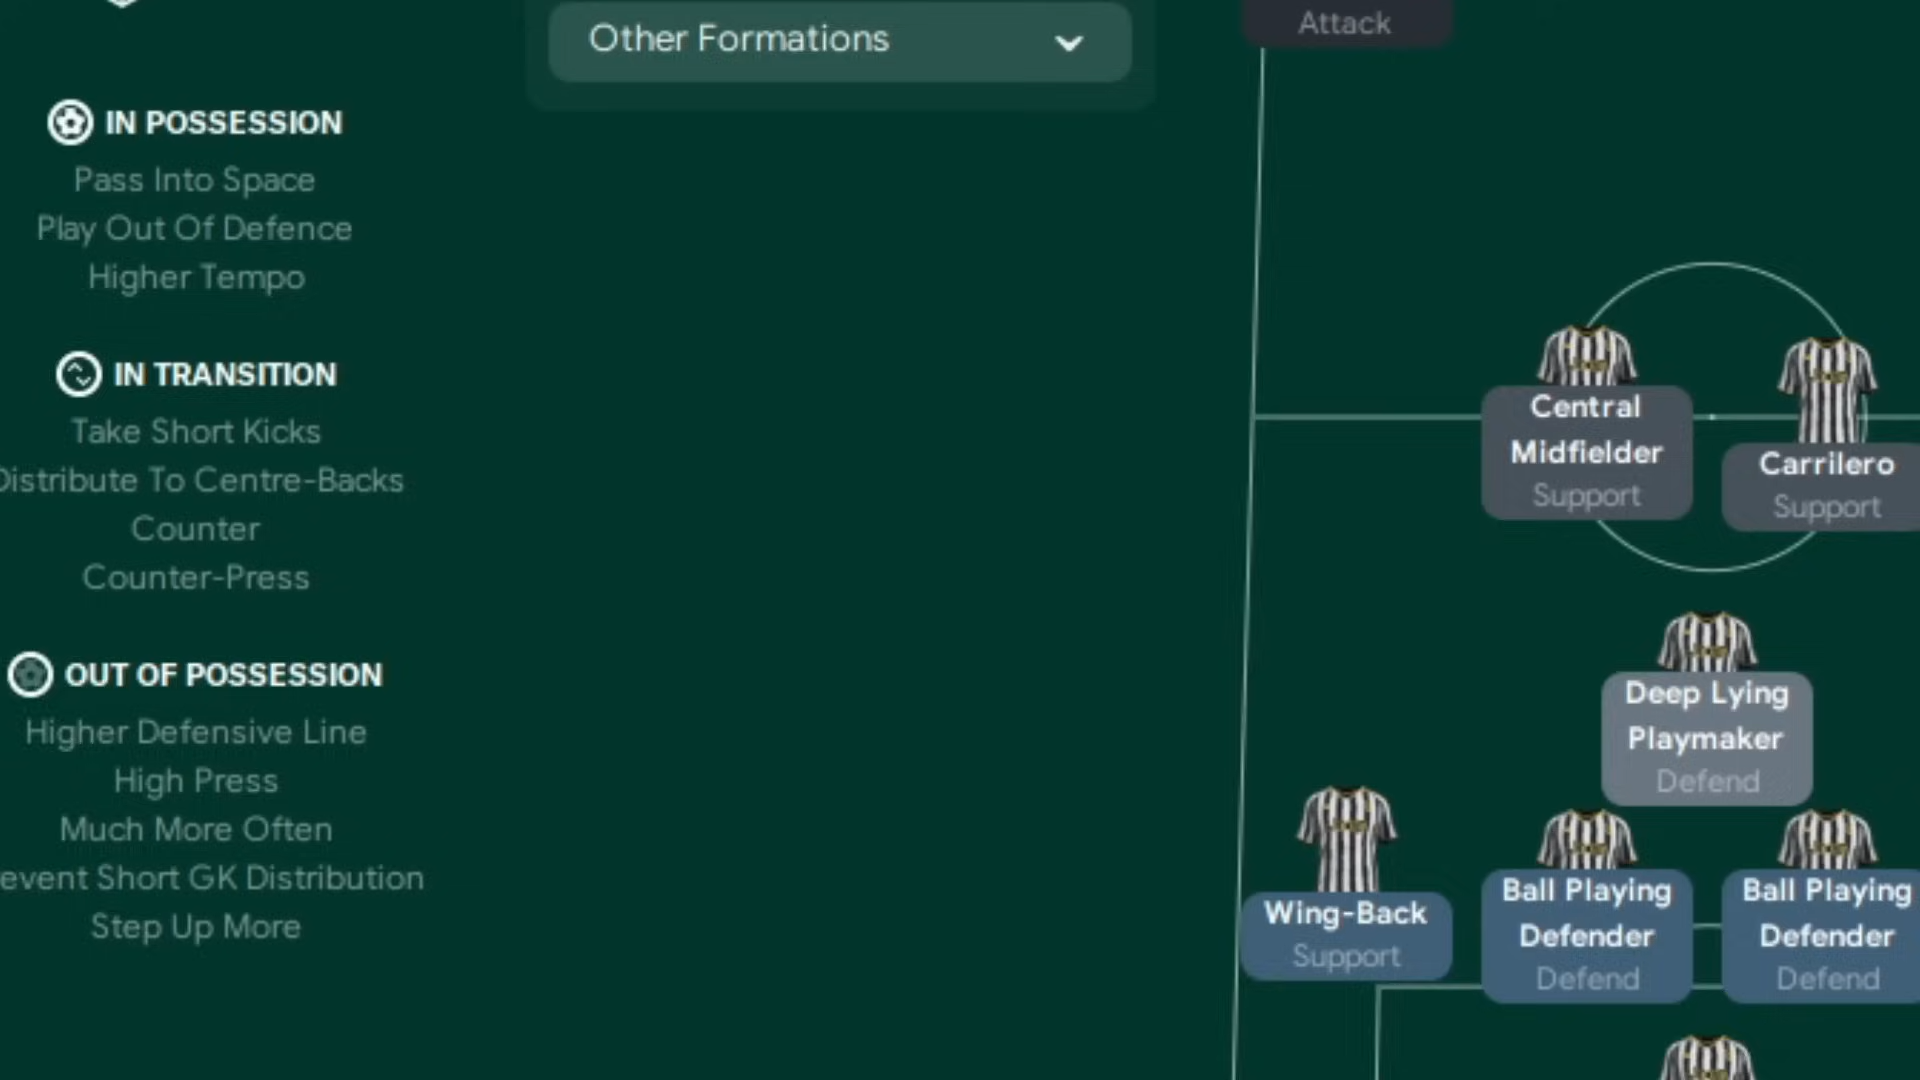 Other Formations
Attack
IN POSSESSION
Pass Into Space
Play Out Of Defence
Higher Tempo
IN TRANSITION
Take Short Kicks
Distribute To Centre-Backs
Counter
Counter-Press
OUT OF POSSESSION
Higher Defensive Line
High Press
Much More Often
event Short GK Distribution
Step Up More
Central
Midfielder
Support
Carrilero
Support
Deep Lying
Playmaker
Defend
Wing-Back
Support
Ball Playing
Defender
Defend
Ball Playing
Defender
Defend